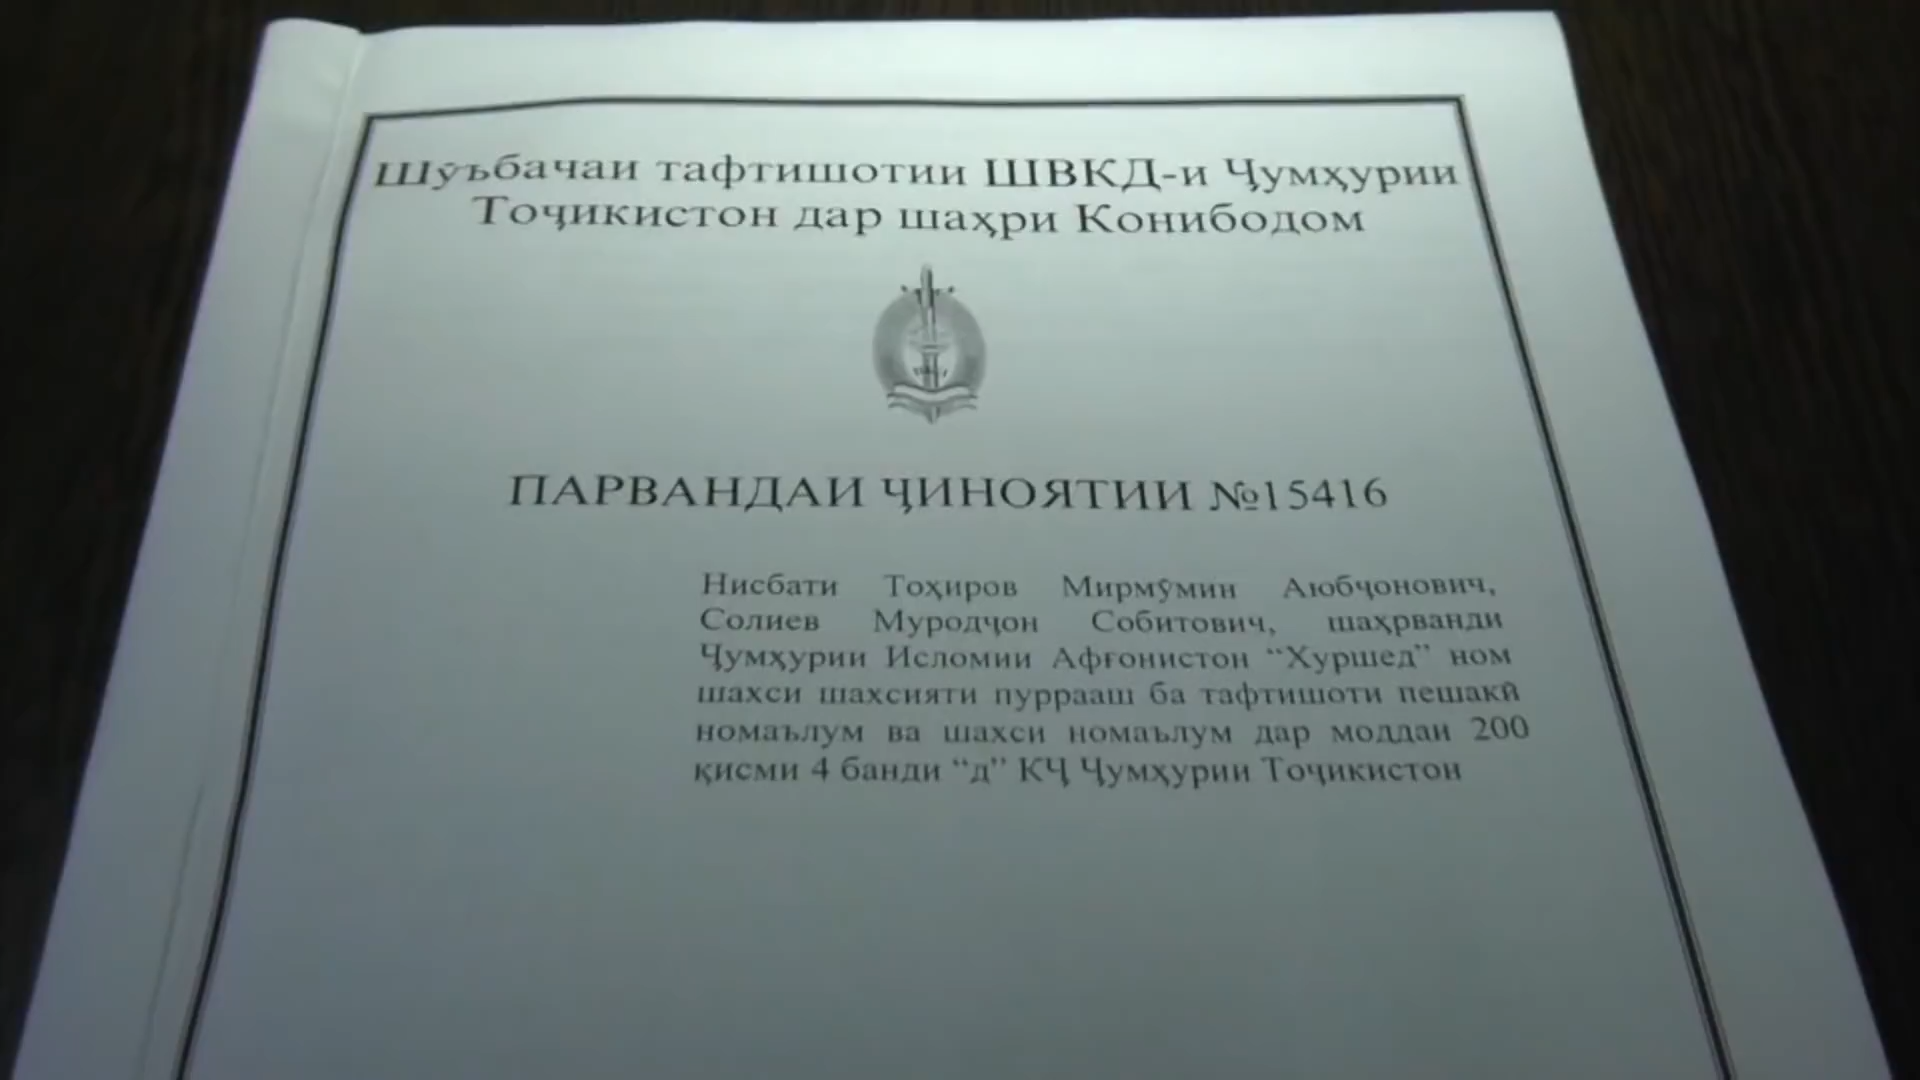 Шӯъбачаи тафтишотии ШВКД-и Ҷумҳурии
Тоҷикистон дар шаҳри Конибодом
ПАРВАНДАИ ҶИНОЯТИИ №15416
Нисбати Тоҳиров Мирмӯмин Аюбҷонович,
Солиев Муродҷон Собитович, шаҳрванди
Ҷумҳурии Исломии Афғонистон “Хуршед” ном
шахси шахсияти пуррааш ба тафтишоти пешакӣ
номаълум ва шахси номаълум дар моддаи 200
қисми 4 банди “д” КҶ Ҷумҳурии Тоҷикистон